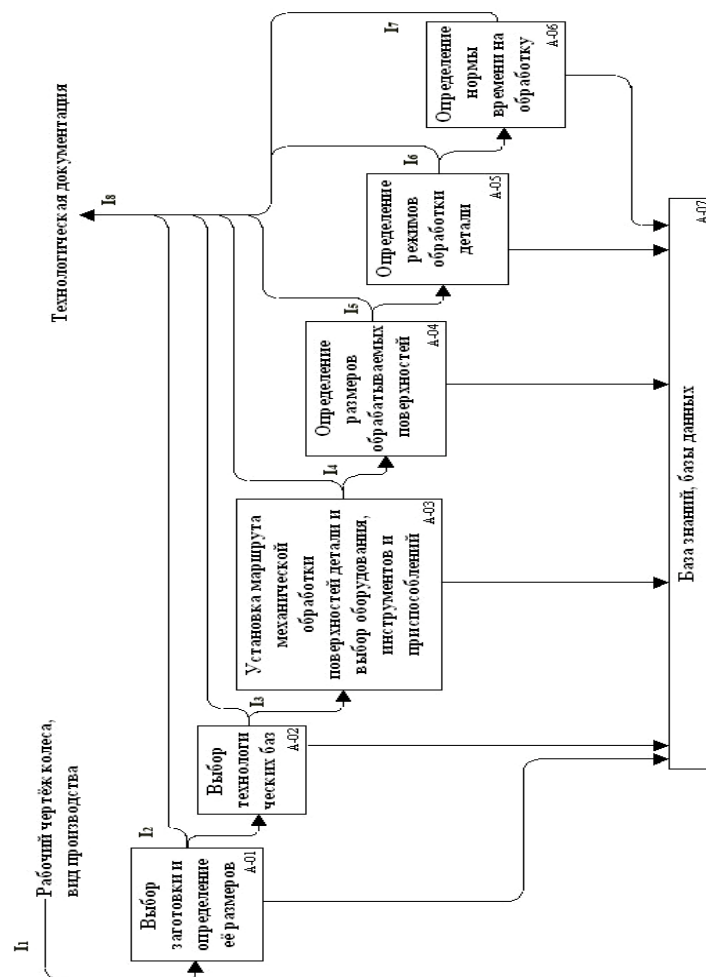 I1
Рабочий чертёж колеса,
вид производства
Выбор
заготовки и
определение
её размеров
A-01
I2
Выбор
технологи
ческих баз
A-02
I3
Установка маршрута
механической
обработки
поверхностей детали и
выбор оборудования,
инструментов и
приспособлений
A-03
I4
Определение
размеров
обрабатываемых
поверхностей
A-04
I5
Определение
режимов
обработки
детали
A-05
I6
Определение
нормы
времени на
обработку
A-06
I7
Технологическая документация
I8
База знаний, базы данных
A-07